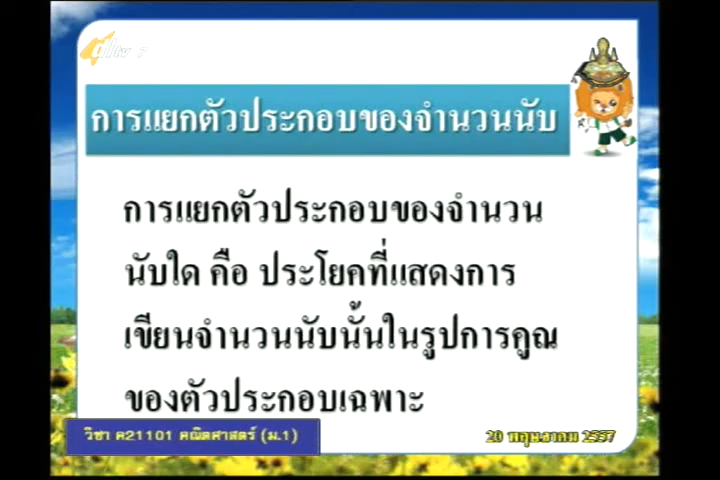 การแยกตัวประกอบของจำนวนนับ
การแยกตัวประกอบของจำนวน
นับใด คือ ประโยคที่แสดงการ
เขียนจำนวนนับนั้นในรูปการคูณ
ของตัวประกอบเฉพาะ
วิชา ค21101 คณิตศาสตร์ (ม.1)
20 พฤษภาคม 2557